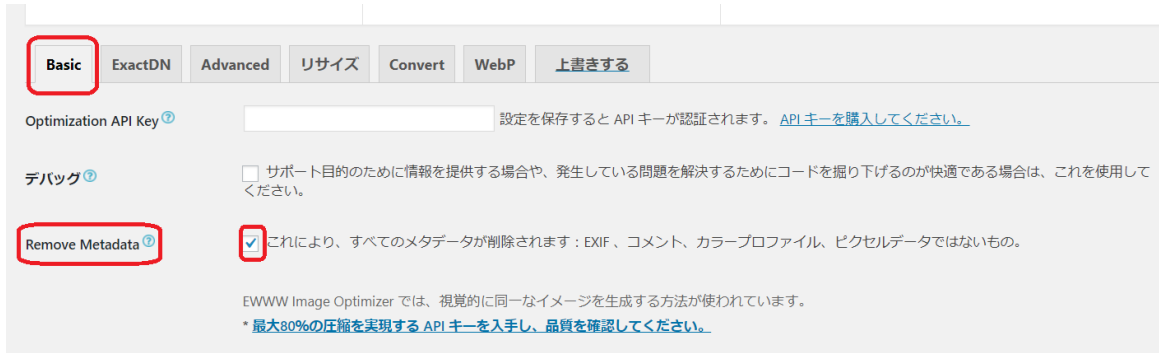 Basic ExactDN Advanced リサイズ Convert WebP 上書きする
Optimization API Key ? 設定を保存すると API キーが認証されます。 API キーを購入してください。
デバッグ ? サポート目的のために情報を提供する場合や、発生している問題を解決するためにコードを掘り下げるのが快適である場合は、これを使用して
ください。
Remove Metadata ? これにより、すべてのメタデータが削除されます：EXIF 、コメント、カラープロファイル、ピクセルデータではないもの。
EWWW Image Optimizer では、視覚的に同一なイメージを生成する方法が使われています。
* 最大80%の圧縮を実現する API キーを入手し、品質を確認してください。